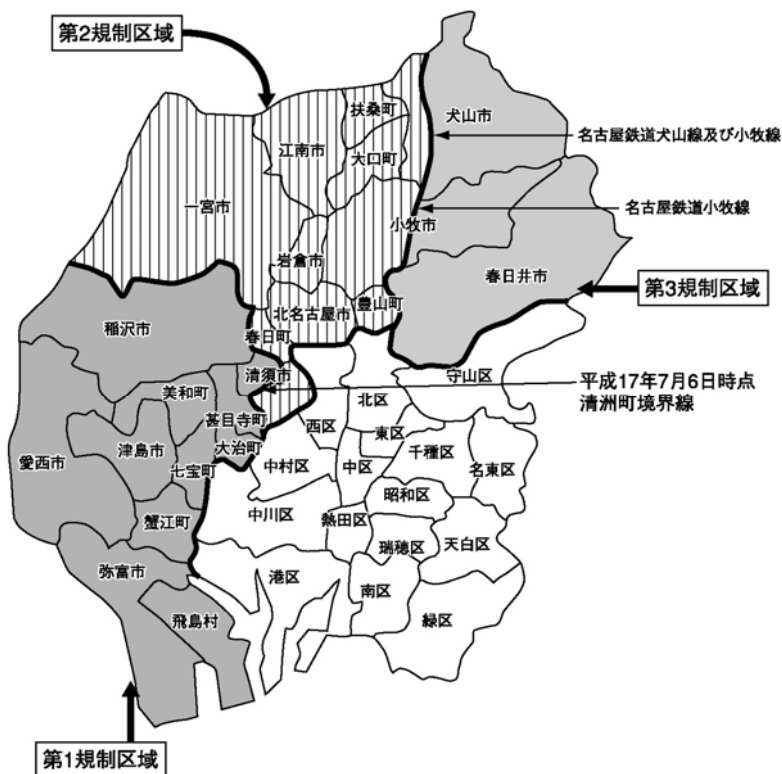 第2規制区域
扶桑町
犬山市
江南市
大口町
名古屋鉄道犬山線及び小牧線
一宮市
小牧市
名古屋鉄道小牧線
岩倉市
春日井市
第3規制区域
北名古屋市
豊山町
稲沢市
春日町
清須市
守山区
平成17年7月6日時点
清洲町境界線
美和町
北区
甚目寺町
西区
東区
津島市
大治町
千種区
愛西市
七宝町
中村区
中区
名東区
昭和区
蟹江町
中川区
熱田区
瑞穂区
天白区
弥富市
港区
南区
飛島村
緑区
第1規制区域